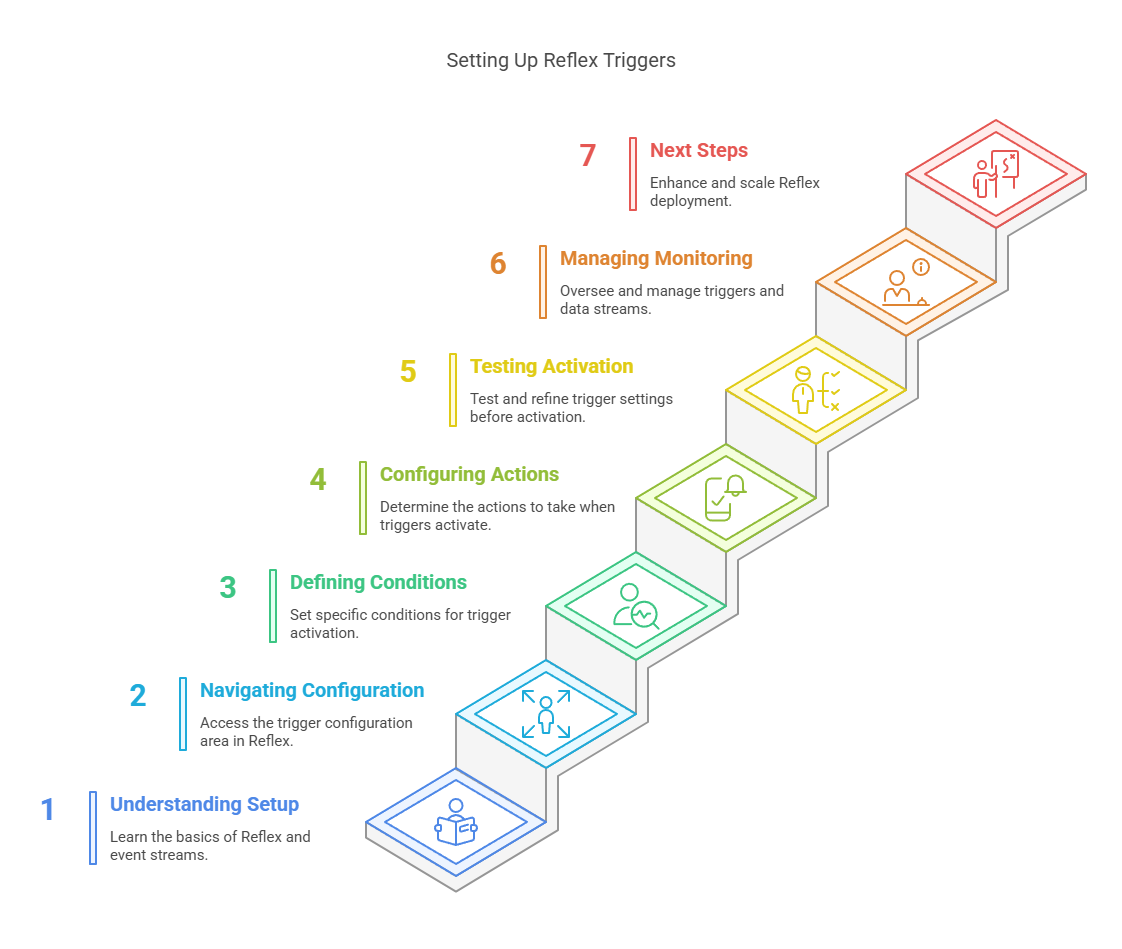 Setting Up Reflex Triggers
7
Next Steps
Enhance and scale Reflex
deployment.
6
Managing Monitoring
Oversee and manage triggers and
data streams.
5
Testing Activation
Test and refine trigger settings
before activation.
4
Configuring Actions
Determine the actions to take when
triggers activate.
3
Defining Conditions
Set specific conditions for trigger
activation.
2
Navigating Configuration
Access the trigger configuration
area in Reflex.
1
Understanding Setup
Learn the basics of Reflex and
event streams.